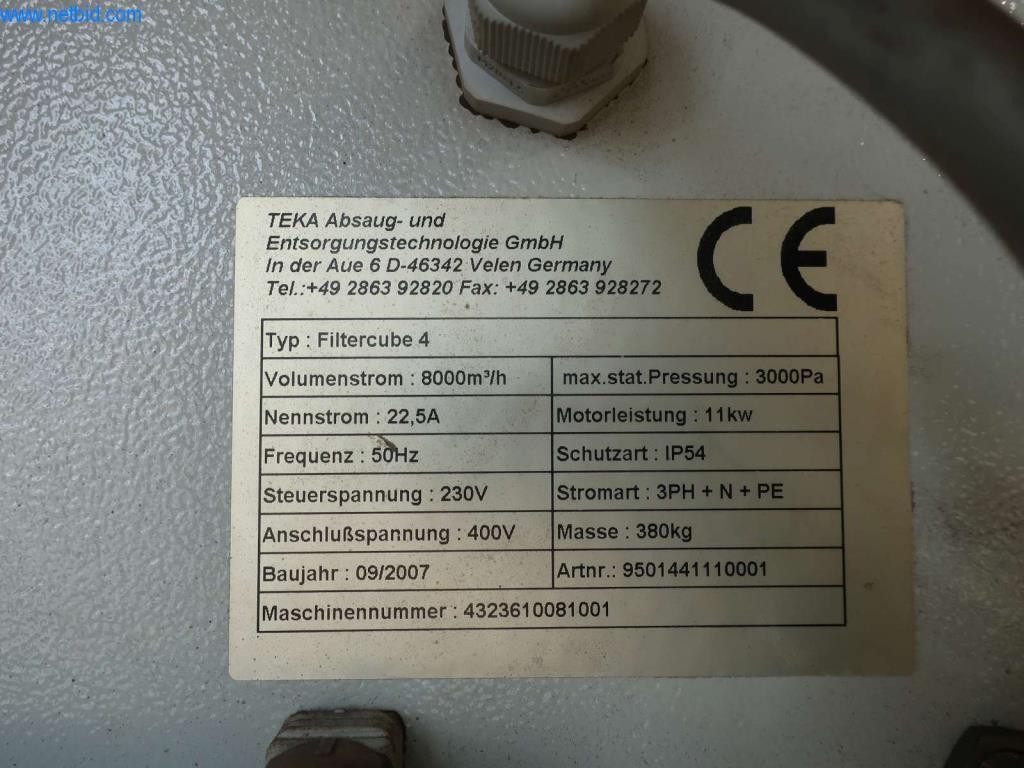 www.netbid.com
TEKA Absaug- und
Entsorgungstechnologie GmbH
In der Aue 6 D-46342 Velen Germany
Tel.:+49 2863 92820 Fax: +49 2863 928272
CE
Typ : Filtercube 4
Volumenstrom : 8000m³/h max.stat.Pressung : 3000Pa
Nennstrom : 22,5A Motorleistung : 11kw
Frequenz : 50Hz Schutzart : IP54
Steuerspannung : 230V Stromart : 3PH + N + PE
Anschlußspannung : 400V Masse : 380kg
Baujahr : 09/2007 Artnr.: 9501441110001
Maschinennummer : 4323610081001